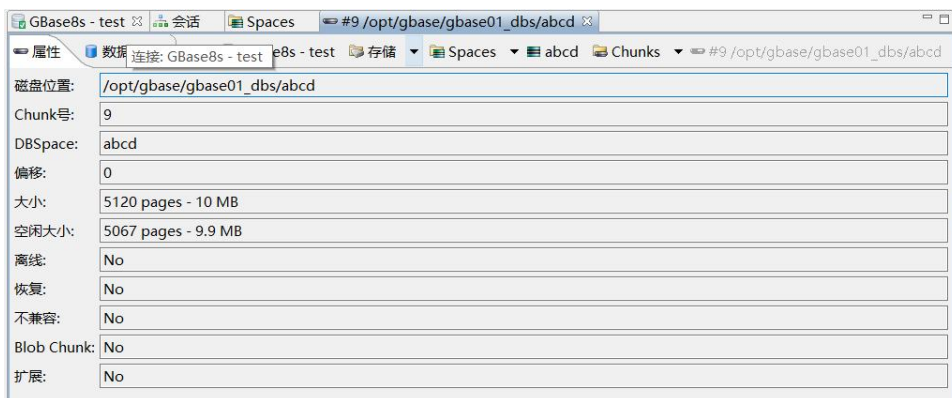 GBase8s - test 会话 Spaces #9 /opt/gbase/gbase01_dbs/abcd
属性 数据 e8s - test 存储 Spaces abcd Chunks #9 /opt/gbase/gbase01_dbs/abcd
连接: GBase8s - test
磁盘位置: /opt/gbase/gbase01_dbs/abcd
Chunk号: 9
DBSpace: abcd
偏移: 0
大小: 5120 pages - 10 MB
空闲大小: 5067 pages - 9.9 MB
离线: No
恢复: No
不兼容: No
Blob Chunk: No
扩展: No